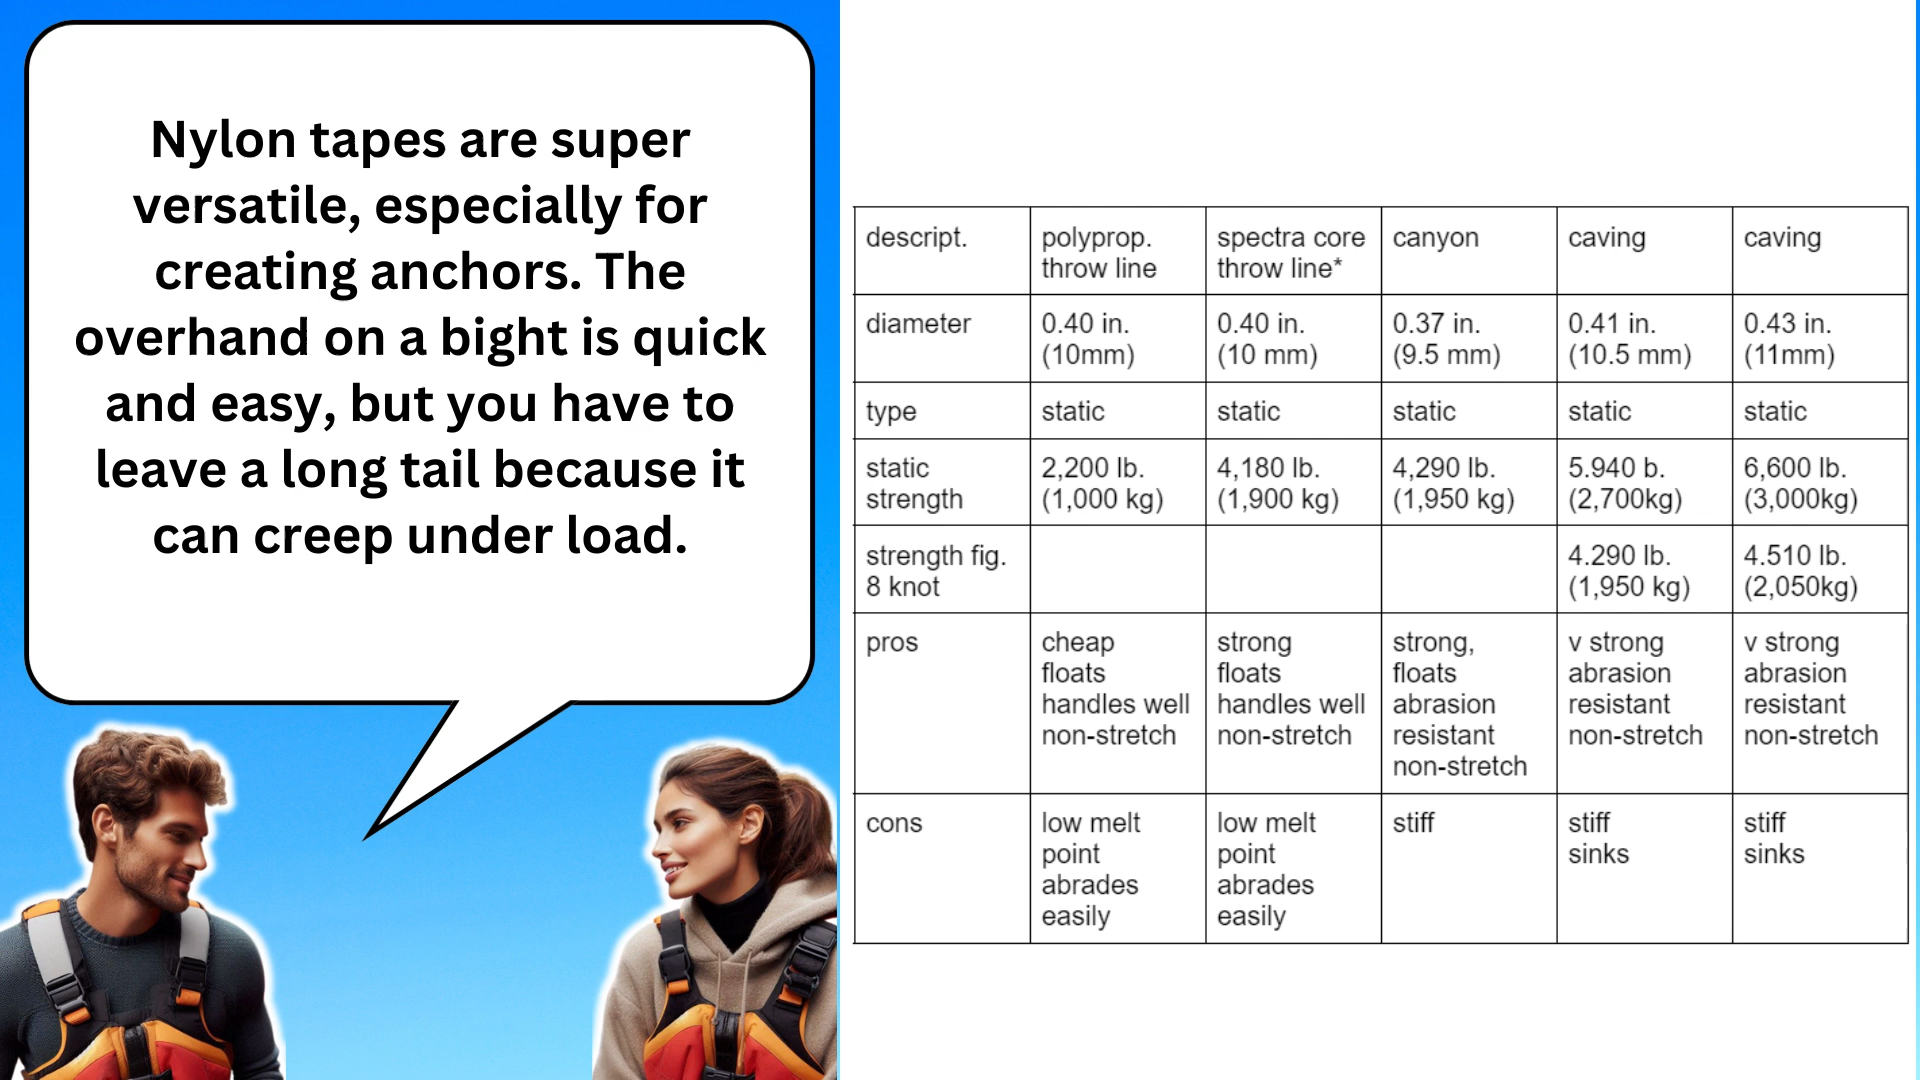 Nylon tapes are super
versatile, especially for
creating anchors. The
overhand on a bight is quick
and easy, but you have to
leave a long tail because it
can creep under load.
descript.
polyprop.
throw line
spectra core
throw line*
canyon
caving
caving
diameter
0.40 in.
(10mm)
0.40 in.
(10 mm)
0.37 in.
(9.5 mm)
0.41 in.
(10.5 mm)
0.43 in.
(11mm)
type
static
static
static
static
static
static
strength
2,200 lb.
(1,000 kg)
4,180 lb.
(1,900 kg)
4,290 lb.
(1,950 kg)
5.940 b.
(2,700kg)
6,600 lb.
(3,000kg)
strength fig.
8 knot
4.290 lb.
(1,950 kg)
4.510 lb.
(2,050kg)
pros
cheap
floats
handles well
non-stretch
strong
floats
handles well
non-stretch
strong,
floats
abrasion
resistant
non-stretch
v strong
abrasion
resistant
non-stretch
v strong
abrasion
resistant
non-stretch
cons
low melt
point
abrades
easily
low melt
point
abrades
easily
stiff
stiff
sinks
stiff
sinks